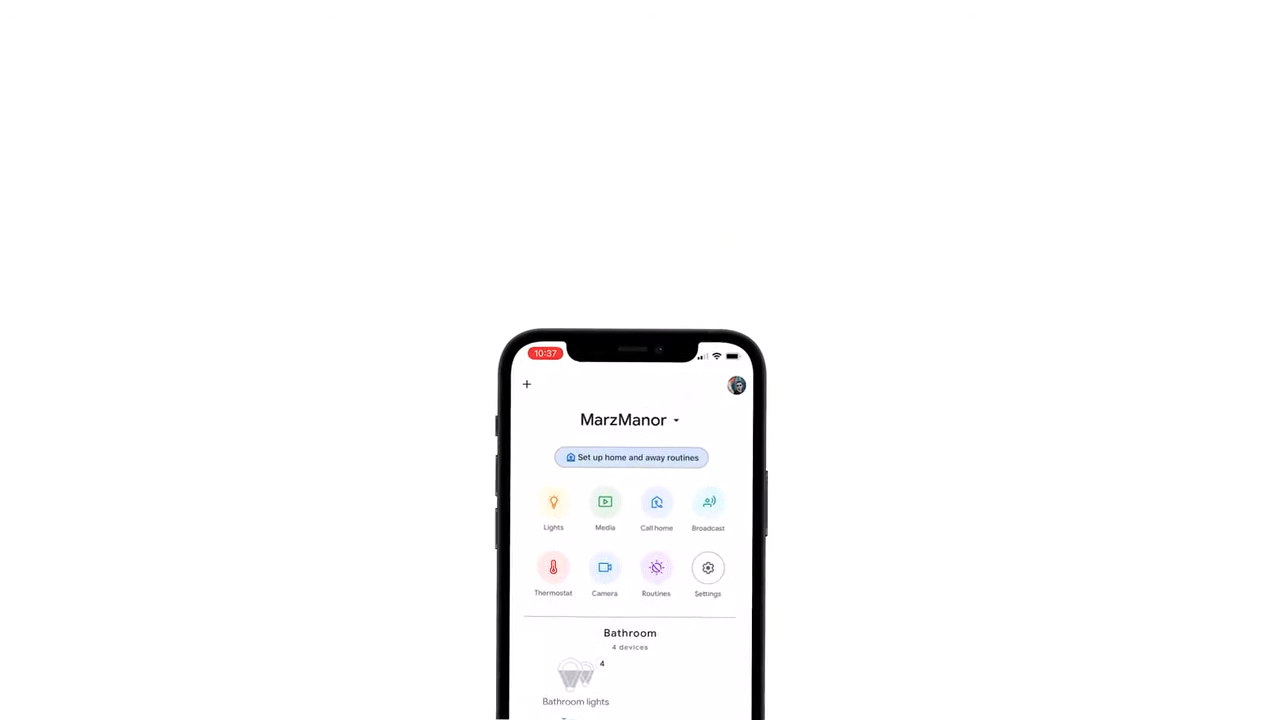 10:37
MarzManor
Set up home and away routines
Lights
Media
Call home
Broadcast
Thermostat
Camera
Routines
Settings
Bathroom
4 devices
4
Bathroom lights